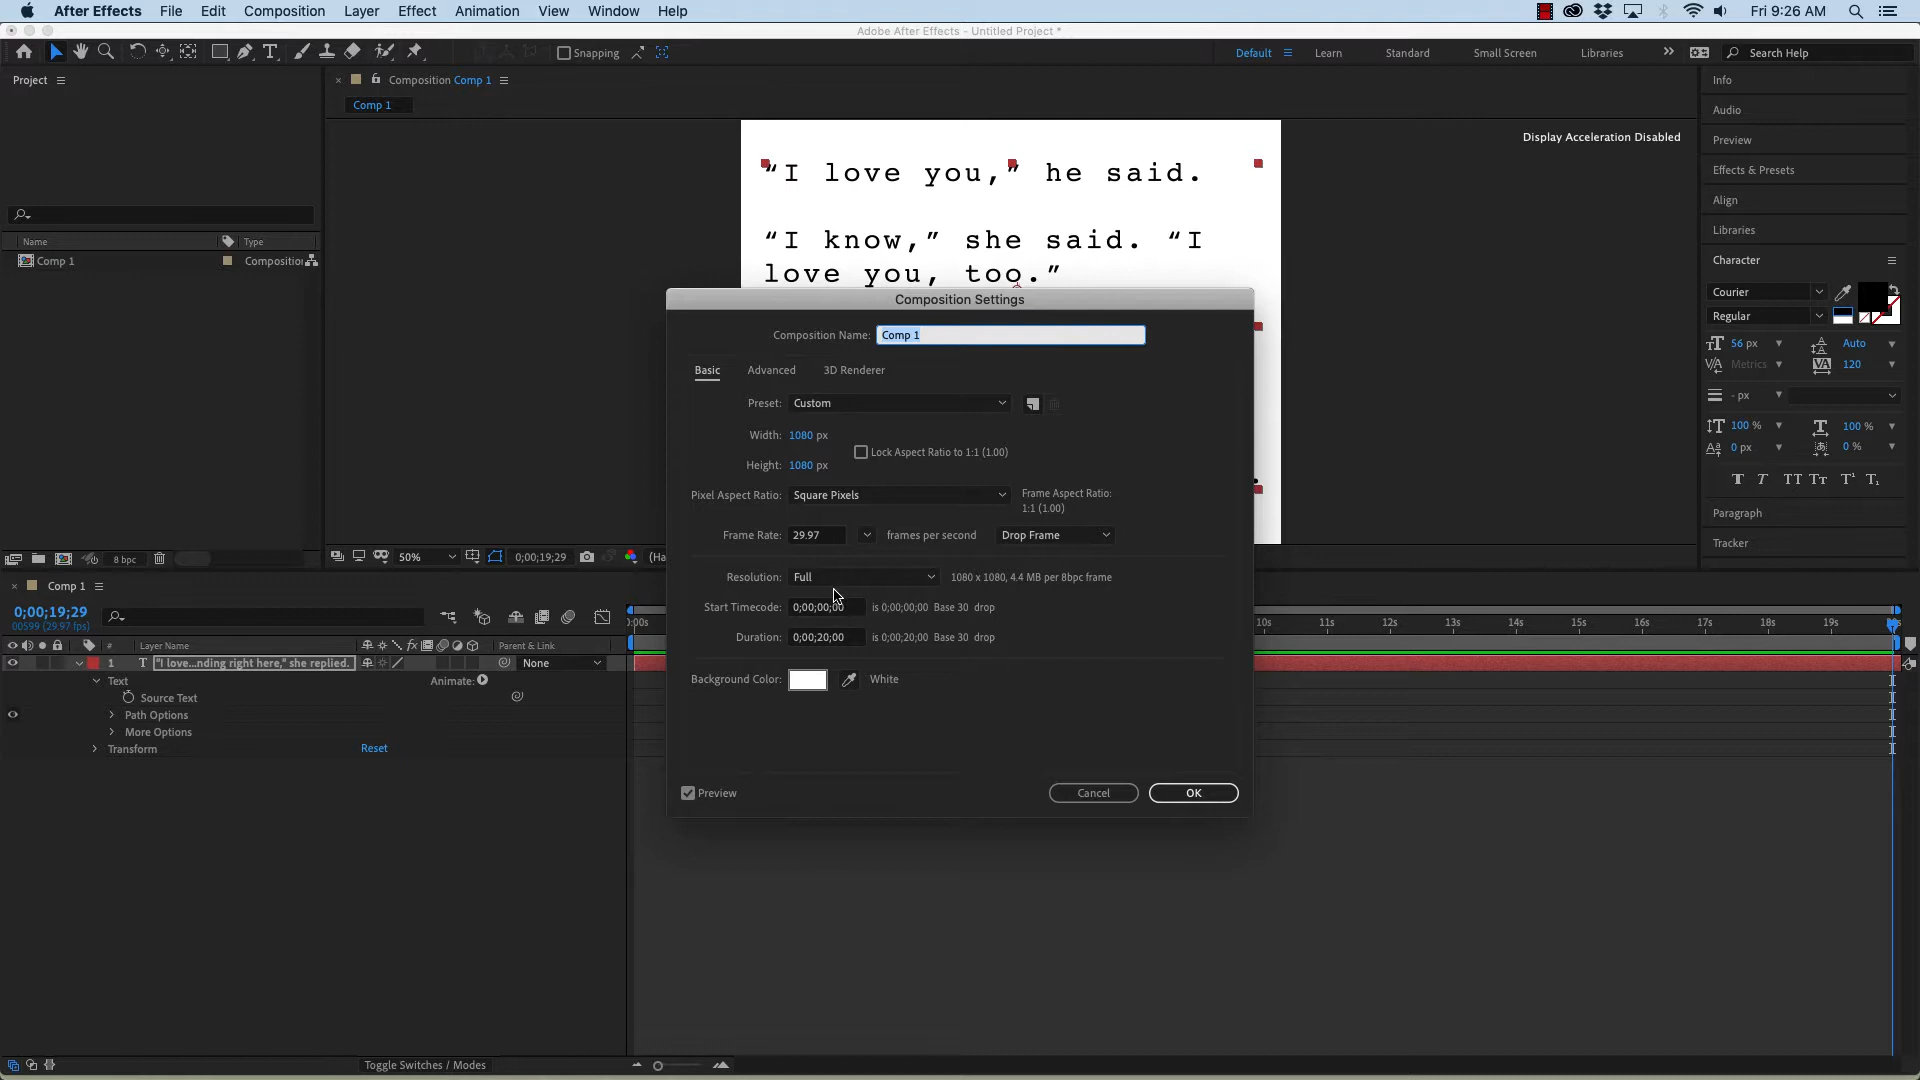 After Effects File Edit Composition Layer Effect Animation View Window Help Fri 9:26 AM
Adobe After Effects - Untitled Project *
Snapping Default Learn Standard Small Screen Libraries Search Help
Project Composition Comp 1 Info
Comp 1
Audio
Display Acceleration Disabled
Preview
Effects & Presets
Align
Libraries
“I love you,” he said.
“I know,” she said. “I
love you, too.”
Name Type
Comp 1 Composition
Character
Courier
Regular
56 px Auto
Metrics 120
- px
100 % 100 %
0 px 0 %
T T TT Tт T¹ T₁
Paragraph
Tracker
Composition Settings
Composition Name: Comp 1
Basic Advanced 3D Renderer
Preset: Custom
Width: 1080 px
Lock Aspect Ratio to 1:1 (1.00)
Height: 1080 px
Pixel Aspect Ratio: Square Pixels Frame Aspect Ratio:
1:1 (1.00)
Frame Rate: 29.97 frames per second Drop Frame
Resolution: Full 1080 x 1080, 4.4 MB per 8bpc frame
Start Timecode: 0;00;00;00 is 0;00;00;00 Base 30 drop
Duration: 0;00;20;00 is 0;00;20;00 Base 30 drop
Background Color: White
Preview Cancel OK
8 bpc 50% 0;00;19;29 (Ha
Comp 1
0;00;19;29
00599 (29.97 fps)
:00s 10s 11s 12s 13s 14s 15s 16s 17s 18s 19s
# Layer Name Parent & Link
1 T “I love...nding right here,” she replied. None
Text Animate:
Source Text
Path Options
More Options
Transform Reset
Toggle Switches / Modes